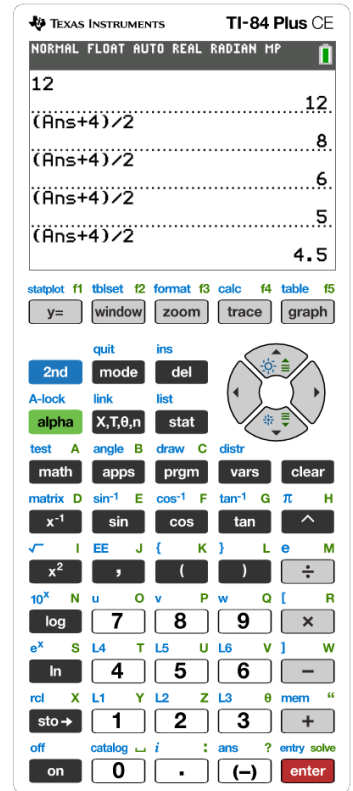 TEXAS INSTRUMENTS TI-84 Plus CE
NORMAL FLOAT AUTO REAL RADIAN MP
12
12
(Ans+4)/2
8
(Ans+4)/2
6
(Ans+4)/2
5
(Ans+4)/2
4.5
statplot f1 tblset f2 format f3 calc f4 table f5
y= window zoom trace graph
quit ins
2nd mode del
A-lock link list
alpha X,T,θ,n stat
test A angle B draw C distr
math apps prgm vars clear
matrix D sin⁻¹ E cos⁻¹ F tan⁻¹ G π H
x⁻¹ sin cos tan ^
√ I EE J { K } L e M
x² , ( ) ÷
10ˣ N u O v P w Q [ R
log 7 8 9 ×
eˣ S L4 T L5 U L6 V ] W
ln 4 5 6 −
rcl X L1 Y L2 Z L3 θ mem “
sto→ 1 2 3 +
off catalog ⎵ i : ans ? entry solve
on 0 . (−) enter